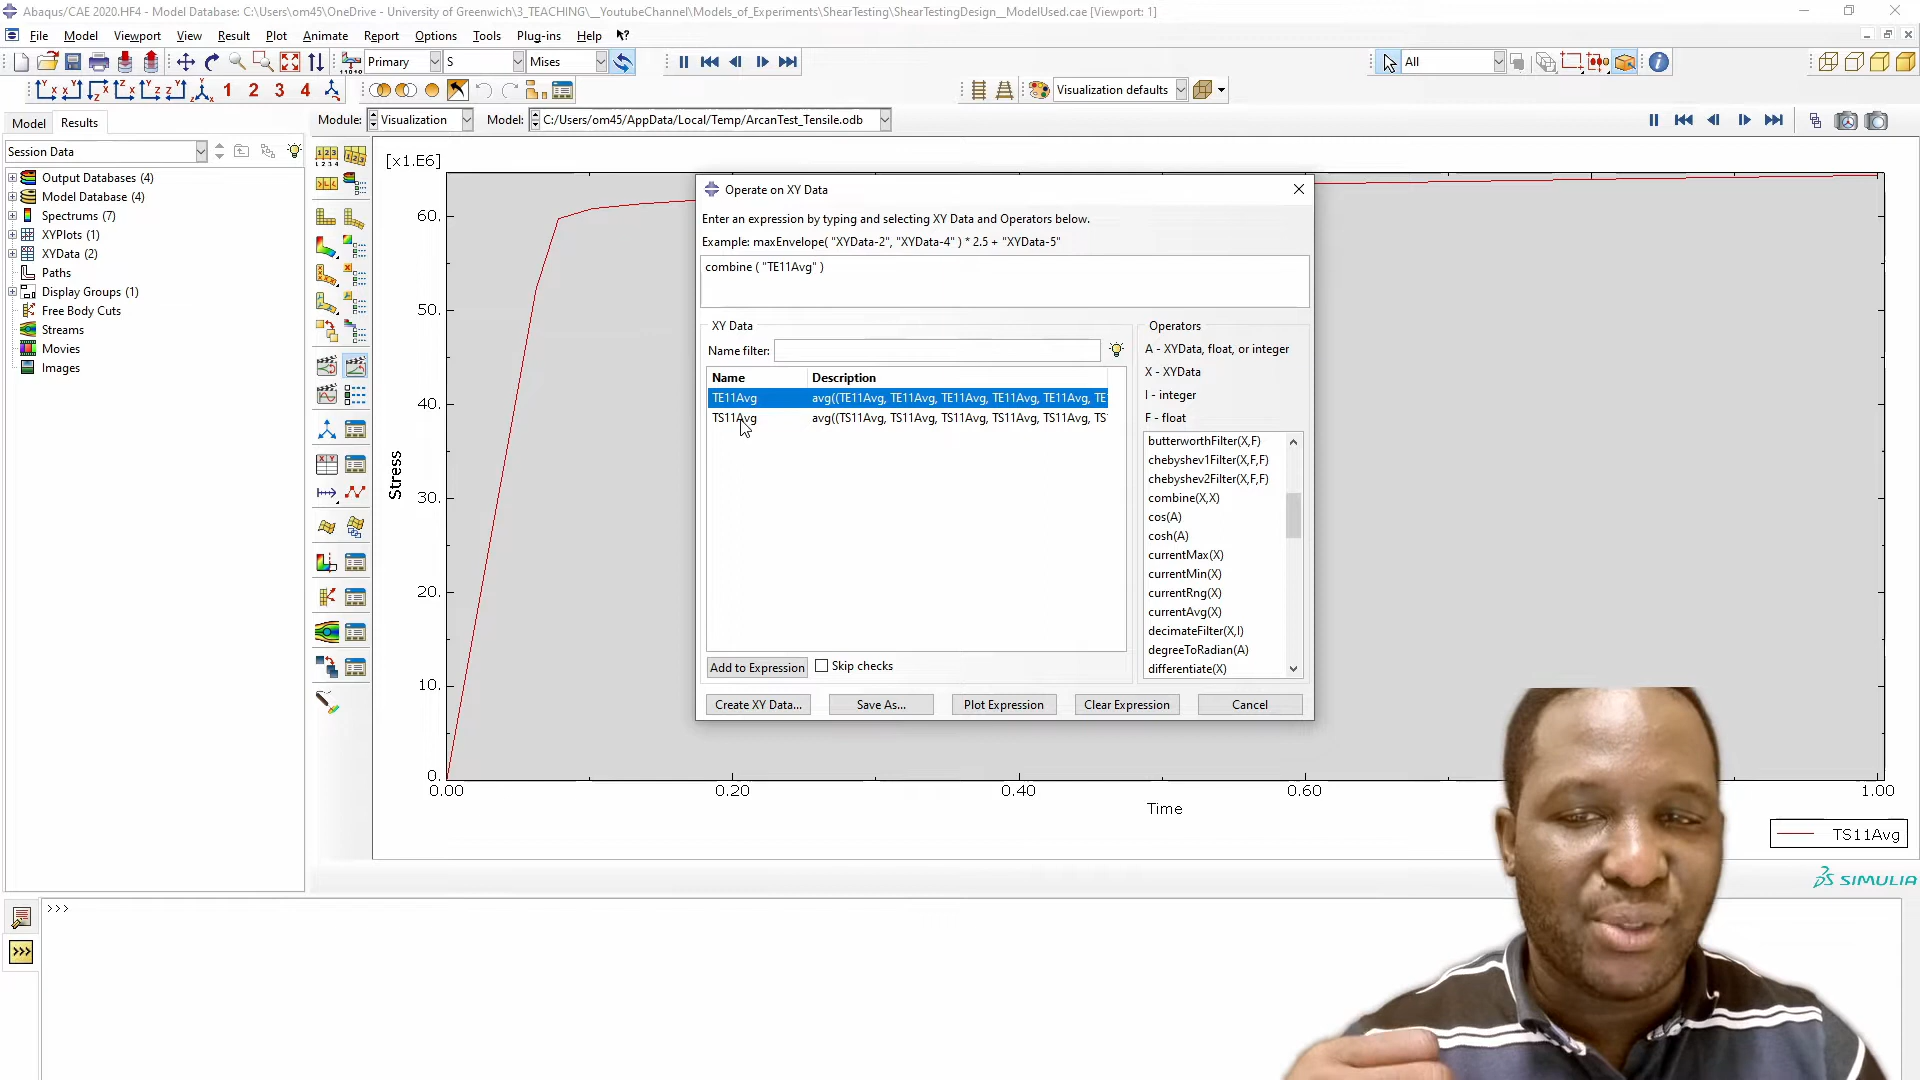 Abaqus/CAE 2020.HF4 - Model Database: C:\Users\om45\OneDrive - University of Greenwich\3_TEACHING\__YoutubeChannel\Models_of_Experiments\ShearTesting\ShearTestingDesign__ModelUsed.cae [Viewport: 1]
File Model Viewport View Result Plot Animate Report Options Tools Plug-ins Help
Primary S Mises All
1 2 3 4 Visualization defaults
Model Results Module: Visualization Model: C:/Users/om45/AppData/Local/Temp/ArcanTest_Tensile.odb
Session Data
Output Databases (4)
Model Database (4)
Spectrums (7)
XYPlots (1)
XYData (2)
Paths
Display Groups (1)
Free Body Cuts
Streams
Movies
Images
[x1.E6]
60.
50.
40.
30.
20.
10.
0.
Stress
0.00 0.20 0.40 0.60 1.00
Time
TS11Avg
SIMULIA
Operate on XY Data
Enter an expression by typing and selecting XY Data and Operators below.
Example: maxEnvelope( "XYData-2", "XYData-4" ) * 2.5 + "XYData-5"
combine ( "TE11Avg" )
XY Data
Name filter:
Name Description
TE11Avg avg((TE11Avg, TE11Avg, TE11Avg, TE11Avg, TE11Avg, TE
TS11Avg avg((TS11Avg, TS11Avg, TS11Avg, TS11Avg, TS11Avg, TS
Add to Expression Skip checks
Operators
A - XYData, float, or integer
X - XYData
I - integer
F - float
butterworthFilter(X,F)
chebyshev1Filter(X,F,F)
chebyshev2Filter(X,F,F)
combine(X,X)
cos(A)
cosh(A)
currentMax(X)
currentMin(X)
currentRng(X)
currentAvg(X)
decimateFilter(X,I)
degreeToRadian(A)
differentiate(X)
Create XY Data... Save As... Plot Expression Clear Expression Cancel
>>>
>>>